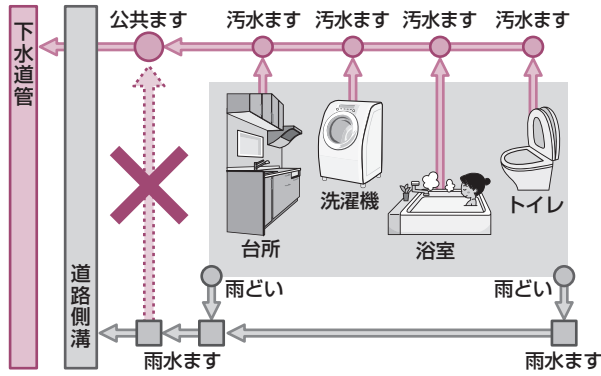 公共ます
汚水ます
汚水ます
汚水ます
汚水ます
下水道管
台所
洗濯機
浴室
トイレ
道路側溝
雨どい
雨どい
雨水ます
雨水ます